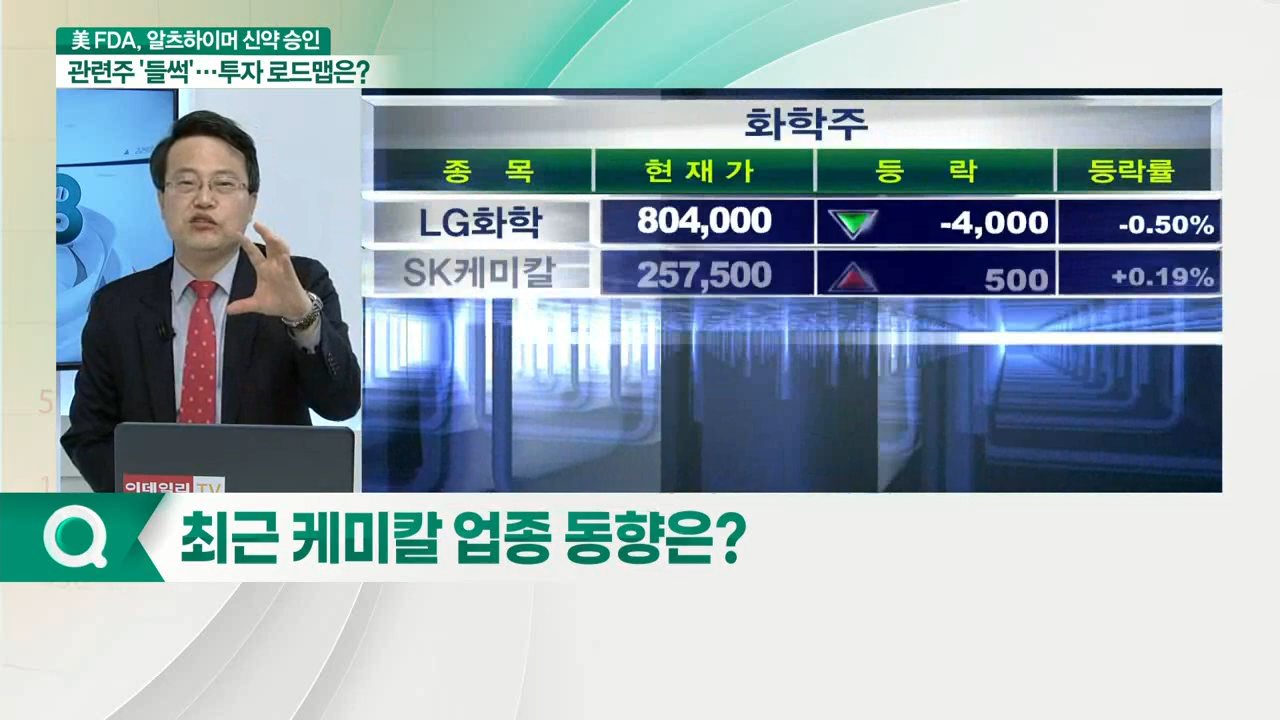 美 FDA, 알츠하이머 신약 승인
관련주 '들썩'…투자 로드맵은?
화학주
종 목 현 재 가 등 락 등락률
LG화학 804,000 -4,000 -0.50%
SK케미칼 257,500 500 +0.19%
이데일리 TV
Q 최근 케미칼 업종 동향은?